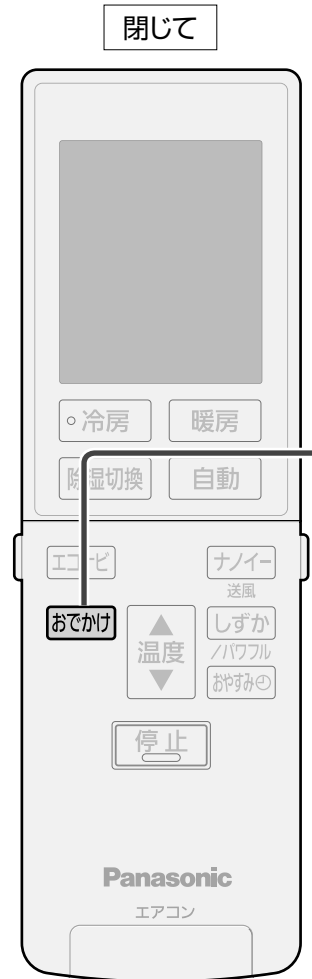 閉じて
冷房 暖房
除湿切換 自動
エコナビ ナノイー
送風
おでかけ しずか
温度 /パワフル
おやすみ
停止
Panasonic
エアコン